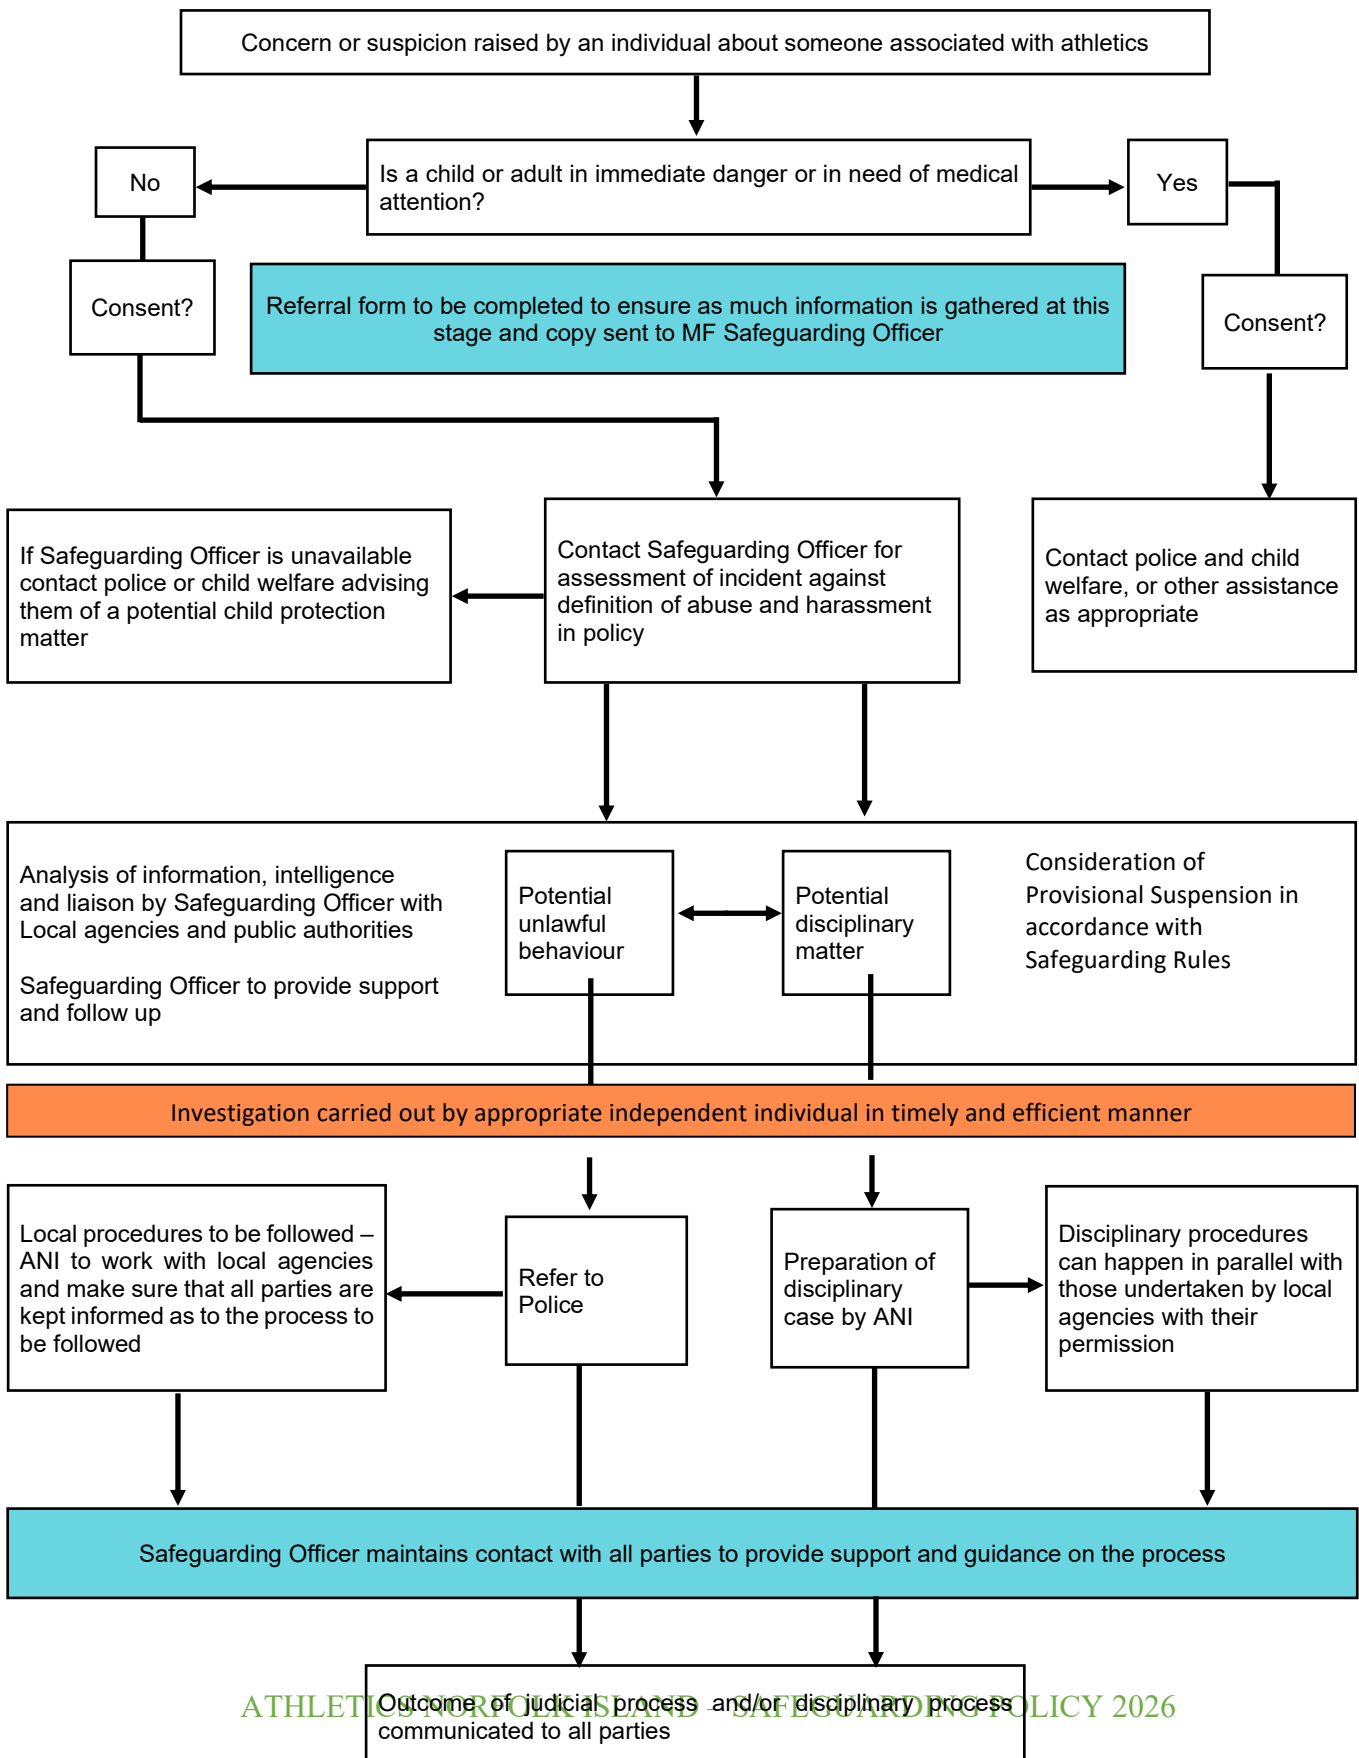 Concern or suspicion raised by an individual about someone associated with athletics
No
Is a child or adult in immediate danger or in need of medical
attention?
Yes
Consent?
Referral form to be completed to ensure as much information is gathered at this
stage and copy sent to MF Safeguarding Officer
Consent?
If Safeguarding Officer is unavailable
contact police or child welfare advising
them of a potential child protection
matter
Contact Safeguarding Officer for
assessment of incident against
definition of abuse and harassment
in policy
Contact police and child
welfare, or other assistance
as appropriate
Analysis of information, intelligence
and liaison by Safeguarding Officer with
Local agencies and public authorities
Safeguarding Officer to provide support
and follow up
Potential
unlawful
behaviour
Potential
disciplinary
matter
Consideration of
Provisional Suspension in
accordance with
Safeguarding Rules
Investigation carried out by appropriate independent individual in timely and efficient manner
Local procedures to be followed –
ANI to work with local agencies
and make sure that all parties are
kept informed as to the process to
be followed
Refer to
Police
Preparation of
disciplinary
case by ANI
Disciplinary procedures
can happen in parallel with
those undertaken by local
agencies with their
permission
Safeguarding Officer maintains contact with all parties to provide support and guidance on the process
Outcome of judicial process and/or disciplinary process
communicated to all parties
ATHLETICS NORFOLK ISLAND – SAFEGUARDING POLICY 2026